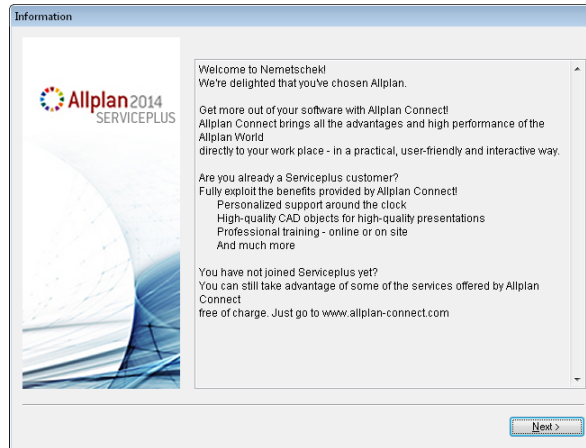 Information
Allplan 2014
SERVICEPLUS
Welcome to Nemetschek!
We're delighted that you've chosen Allplan.
Get more out of your software with Allplan Connect!
Allplan Connect brings all the advantages and high performance of the
Allplan World
directly to your work place - in a practical, user-friendly and interactive way.
Are you already a Serviceplus customer?
Fully exploit the benefits provided by Allplan Connect!
Personalized support around the clock
High-quality CAD objects for high-quality presentations
Professional training - online or on site
And much more
You have not joined Serviceplus yet?
You can still take advantage of some of the services offered by Allplan
Connect
free of charge. Just go to www.allplan-connect.com
Next >